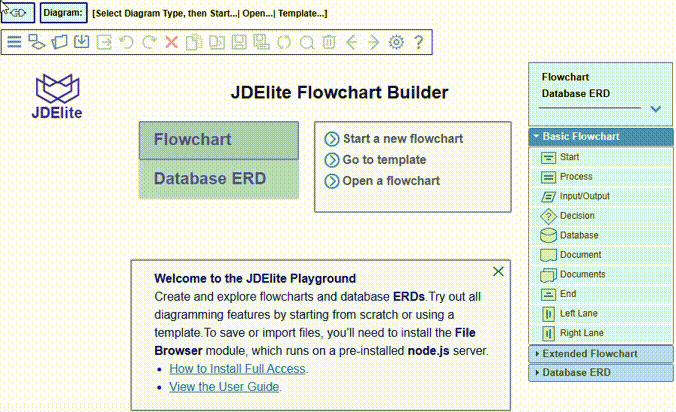 Diagram: [Select Diagram Type, then Start...| Open...| Template...]
?
JDElite
JDElite Flowchart Builder
Flowchart
Database ERD
Start a new flowchart
Go to template
Open a flowchart
Welcome to the JDElite Playground
Create and explore flowcharts and database ERDs.Try out all
diagramming features by starting from scratch or using a
template.To save or import files, you'll need to install the File
Browser module, which runs on a pre-installed node.js server.
How to Install Full Access.
View the User Guide.
Flowchart
Database ERD
Basic Flowchart
Start
Process
Input/Output
?
Decision
Database
Document
Documents
End
Left Lane
Right Lane
Extended Flowchart
Database ERD